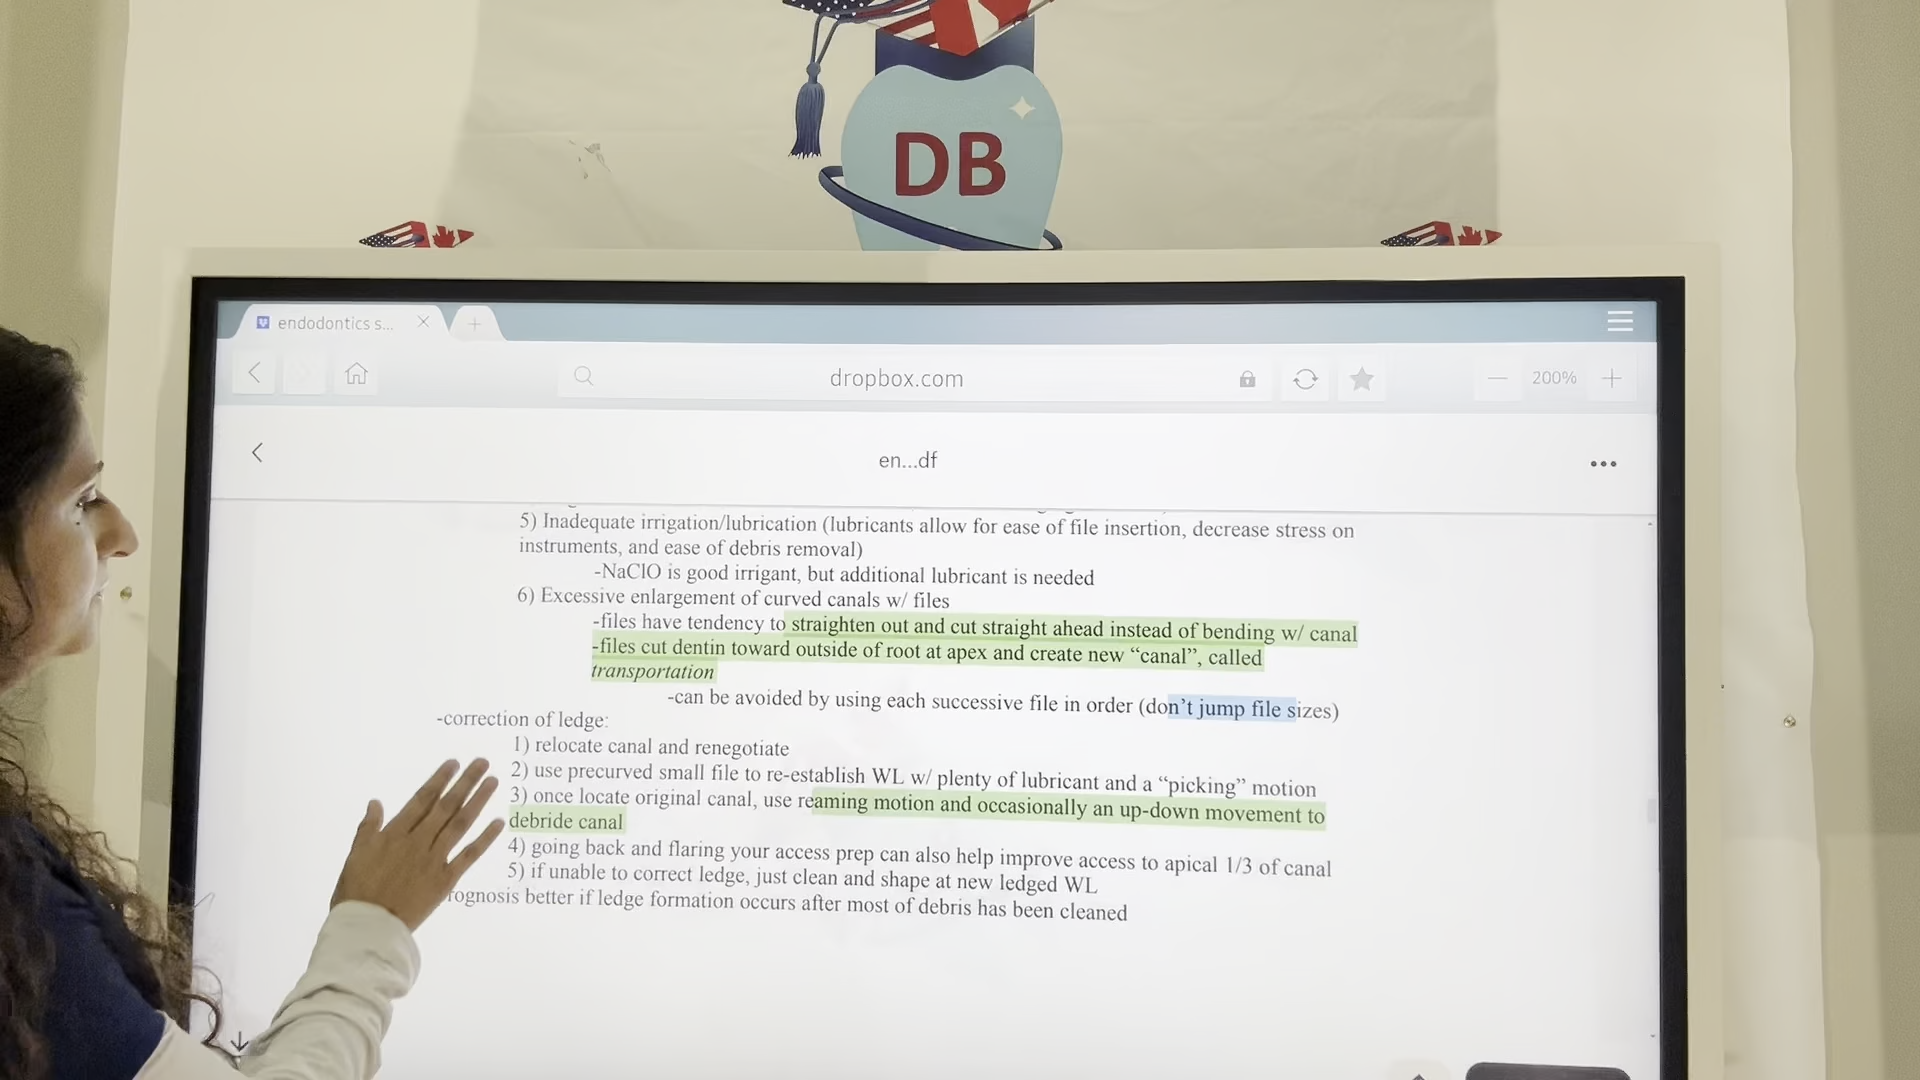 DB
endodontics s...
dropbox.com
200%
en...df
5) Inadequate irrigation/lubrication (lubricants allow for ease of file insertion, decrease stress on
instruments, and ease of debris removal)
-NaClO is good irrigant, but additional lubricant is needed
6) Excessive enlargement of curved canals w/ files
-files have tendency to straighten out and cut straight ahead instead of bending w/ canal
-files cut dentin toward outside of root at apex and create new “canal”, called
transportation
-can be avoided by using each successive file in order (don’t jump file sizes)
-correction of ledge:
1) relocate canal and renegotiate
2) use precurved small file to re-establish WL w/ plenty of lubricant and a “picking” motion
3) once locate original canal, use reaming motion and occasionally an up-down movement to
debride canal
4) going back and flaring your access prep can also help improve access to apical 1/3 of canal
5) if unable to correct ledge, just clean and shape at new ledged WL
rognosis better if ledge formation occurs after most of debris has been cleaned